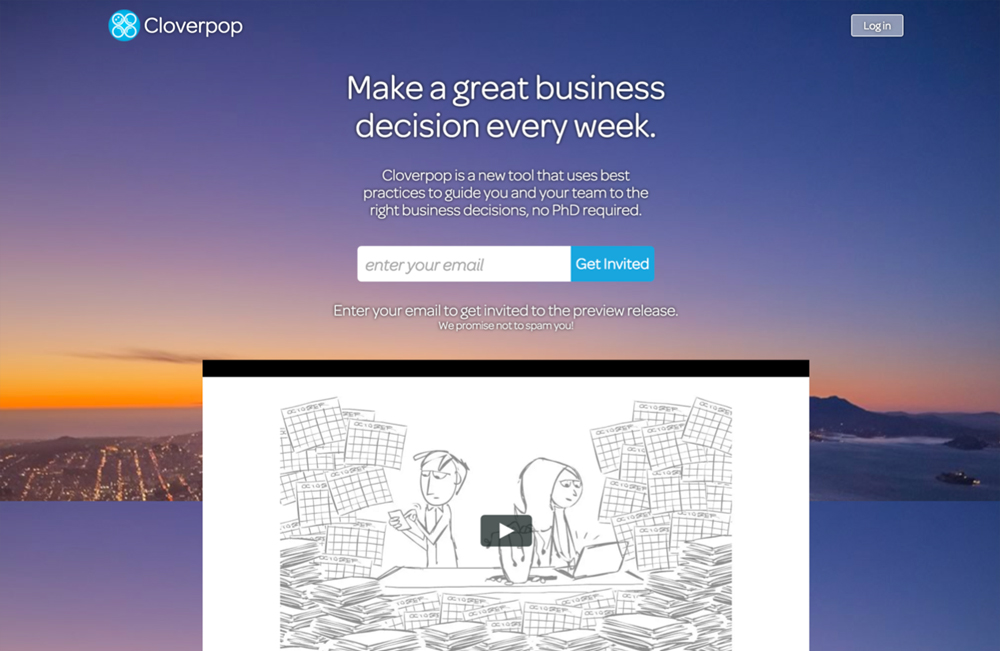 Cloverpop
Log in
Make a great business
decision every week.
Cloverpop is a new tool that uses best
practices to guide you and your team to the
right business decisions, no PhD required.
enter your email
Get Invited
Enter your email to get invited to the preview release.
We promise not to spam you!